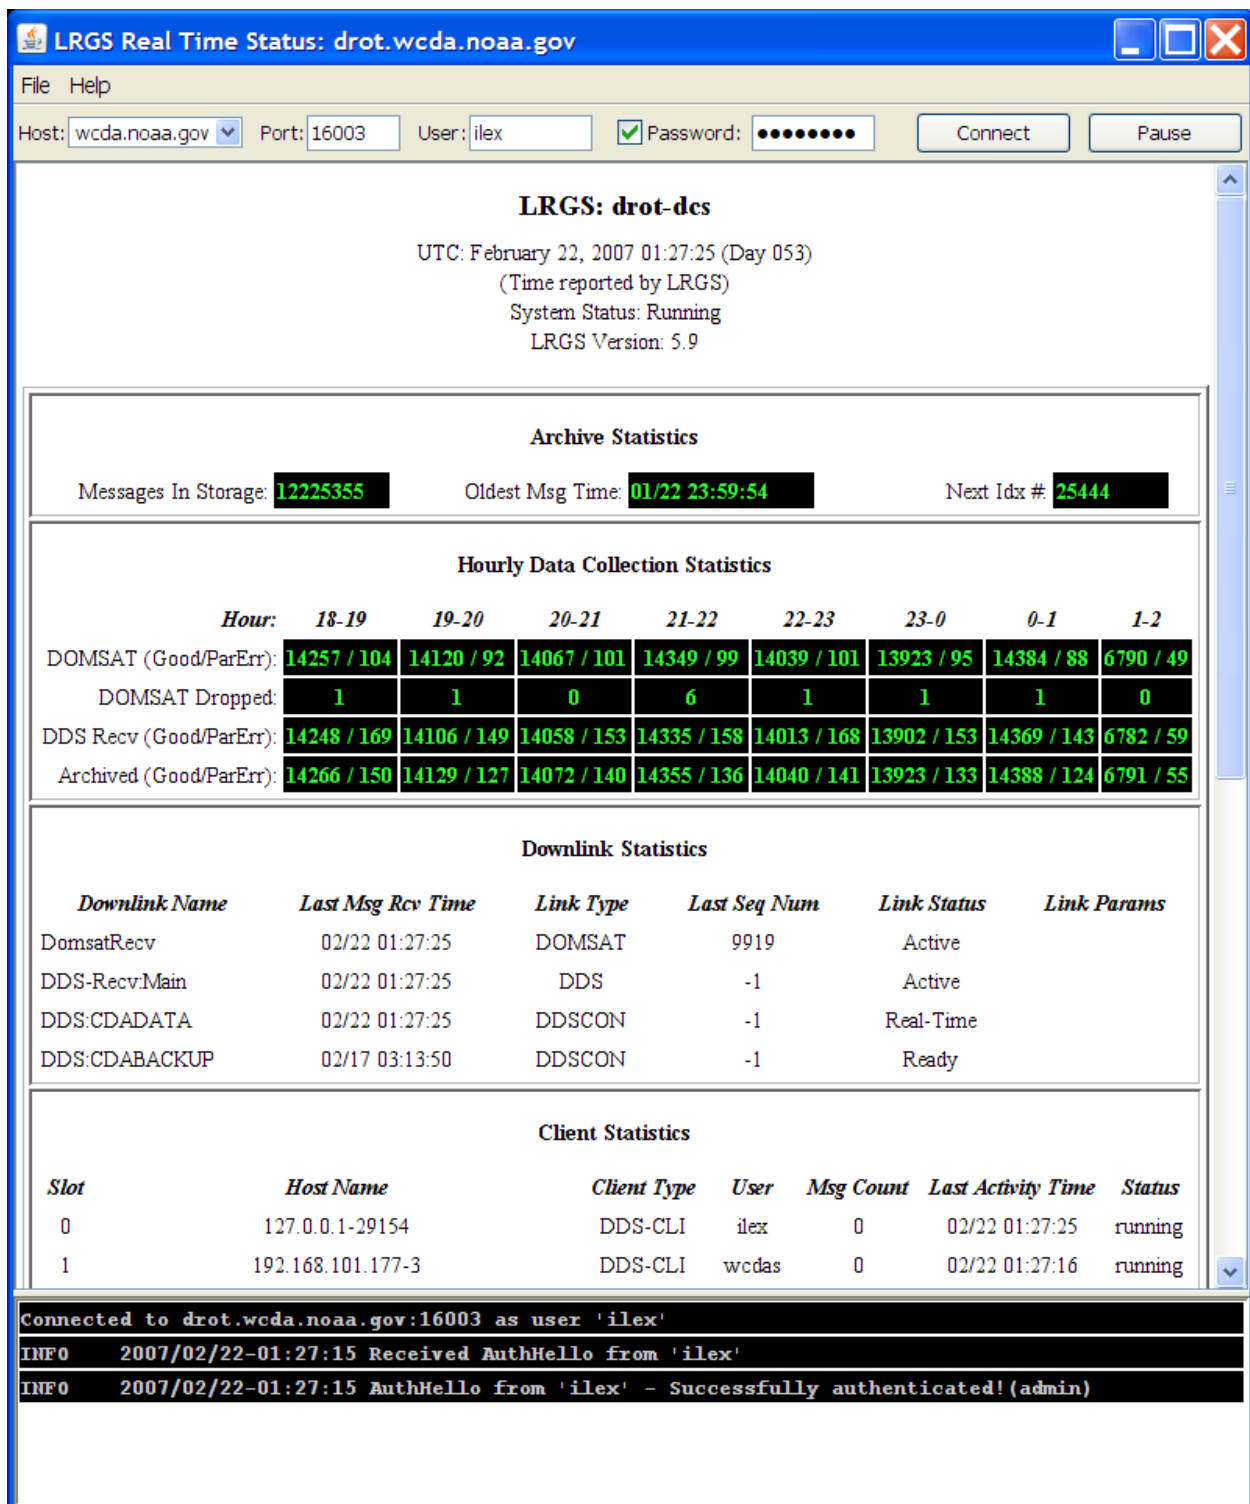 LRGS Real Time Status: drot.wcda.noaa.gov
File Help
Host: wcda.noaa.gov Port: 16003 User: ilex Password: ●●●●●●●● Connect Pause
LRGS: drot-dcs
UTC: February 22, 2007 01:27:25 (Day 053)
(Time reported by LRGS)
System Status: Running
LRGS Version: 5.9
Archive Statistics
Messages In Storage: 12225355 Oldest Msg Time: 01/22 23:59:54 Next Idx #: 25444
Hourly Data Collection Statistics
Hour: 18-19 19-20 20-21 21-22 22-23 23-0 0-1 1-2
DOMSAT (Good/ParErr): 14257 / 104 14120 / 92 14067 / 101 14349 / 99 14039 / 101 13923 / 95 14384 / 88 6790 / 49
DOMSAT Dropped: 1 1 0 6 1 1 1 0
DDS Recv (Good/ParErr): 14248 / 169 14106 / 149 14058 / 153 14335 / 158 14013 / 168 13902 / 153 14369 / 143 6782 / 59
Archived (Good/ParErr): 14266 / 150 14129 / 127 14072 / 140 14355 / 136 14040 / 141 13923 / 133 14388 / 124 6791 / 55
Downlink Statistics
Downlink Name Last Msg Rcv Time Link Type Last Seq Num Link Status Link Params
DomsatRecv 02/22 01:27:25 DOMSAT 9919 Active
DDS-Recv:Main 02/22 01:27:25 DDS -1 Active
DDS:CDADATA 02/22 01:27:25 DDSCON -1 Real-Time
DDS:CDABACKUP 02/17 03:13:50 DDSCON -1 Ready
Client Statistics
Slot Host Name Client Type User Msg Count Last Activity Time Status
0 127.0.0.1-29154 DDS-CLI ilex 0 02/22 01:27:25 running
1 192.168.101.177-3 DDS-CLI wcdas 0 02/22 01:27:16 running
Connected to drot.wcda.noaa.gov:16003 as user 'ilex'
INFO 2007/02/22-01:27:15 Received AuthHello from 'ilex'
INFO 2007/02/22-01:27:15 AuthHello from 'ilex' - Successfully authenticated!(admin)